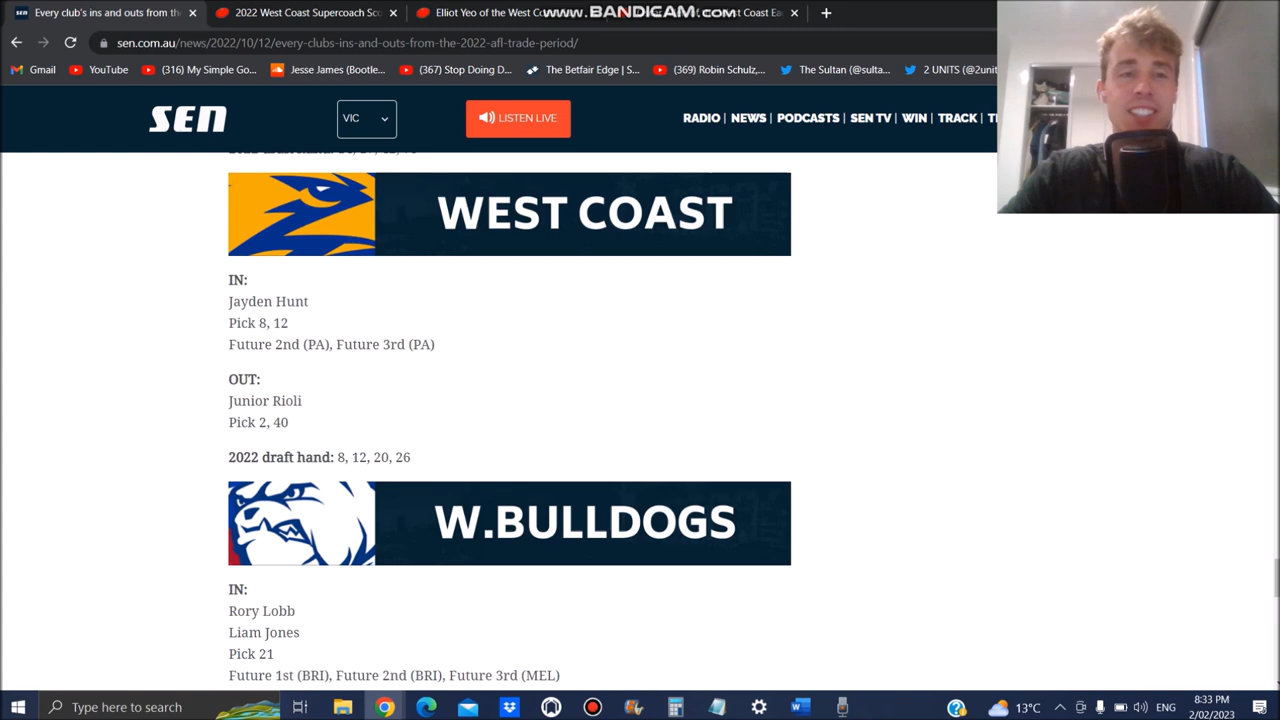 Every club's ins and outs from the
2022 West Coast Supercoach Sco
Elliot Yeo of the West Co
www.BANDICAM.com
st Coast Ea
sen.com.au/news/2022/10/12/every-clubs-ins-and-outs-from-the-2022-afl-trade-period/
Gmail
YouTube
(316) My Simple Go...
Jesse James (Bootle...
(367) Stop Doing D...
The Betfair Edge | S...
(369) Robin Schulz,...
The Sultan (@sulta...
2 UNITS (@2unit
SEN
VIC
LISTEN LIVE
RADIO | NEWS | PODCASTS | SEN TV | WIN | TRACK |
WEST COAST
IN:
Jayden Hunt
Pick 8, 12
Future 2nd (PA), Future 3rd (PA)
OUT:
Junior Rioli
Pick 2, 40
2022 draft hand: 8, 12, 20, 26
W.BULLDOGS
IN:
Rory Lobb
Liam Jones
Pick 21
Future 1st (BRI), Future 2nd (BRI), Future 3rd (MEL)
Type here to search
13°C
ENG
8:33 PM
2/02/2023